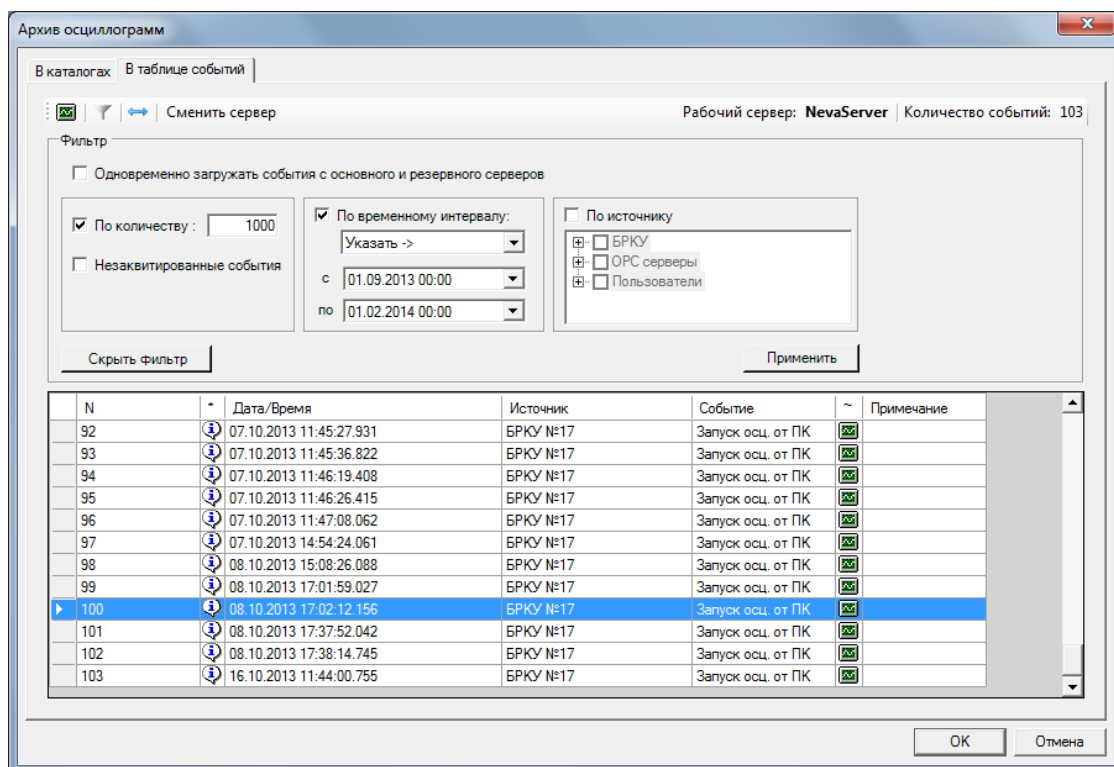 Архив осциллограмм
В каталогах В таблице событий
Сменить сервер Рабочий сервер: NevaServer Количество событий: 103
Фильтр
Одновременно загружать события с основного и резервного серверов
По количеству : 1000
Незаквитированные события
По временному интервалу:
Указать ->
с 01.09.2013 00:00
по 01.02.2014 00:00
По источнику
БРКУ
OPC серверы
Пользователи
Скрыть фильтр Применить
N * Дата/Время Источник Событие ~ Примечание
92 07.10.2013 11:45:27.931 БРКУ №17 Запуск осц. от ПК
93 07.10.2013 11:45:36.822 БРКУ №17 Запуск осц. от ПК
94 07.10.2013 11:46:19.408 БРКУ №17 Запуск осц. от ПК
95 07.10.2013 11:46:26.415 БРКУ №17 Запуск осц. от ПК
96 07.10.2013 11:47:08.062 БРКУ №17 Запуск осц. от ПК
97 07.10.2013 14:54:24.061 БРКУ №17 Запуск осц. от ПК
98 08.10.2013 15:08:26.088 БРКУ №17 Запуск осц. от ПК
99 08.10.2013 17:01:59.027 БРКУ №17 Запуск осц. от ПК
100 08.10.2013 17:02:12.156 БРКУ №17 Запуск осц. от ПК
101 08.10.2013 17:37:52.042 БРКУ №17 Запуск осц. от ПК
102 08.10.2013 17:38:14.745 БРКУ №17 Запуск осц. от ПК
103 16.10.2013 11:44:00.755 БРКУ №17 Запуск осц. от ПК
OK Отмена